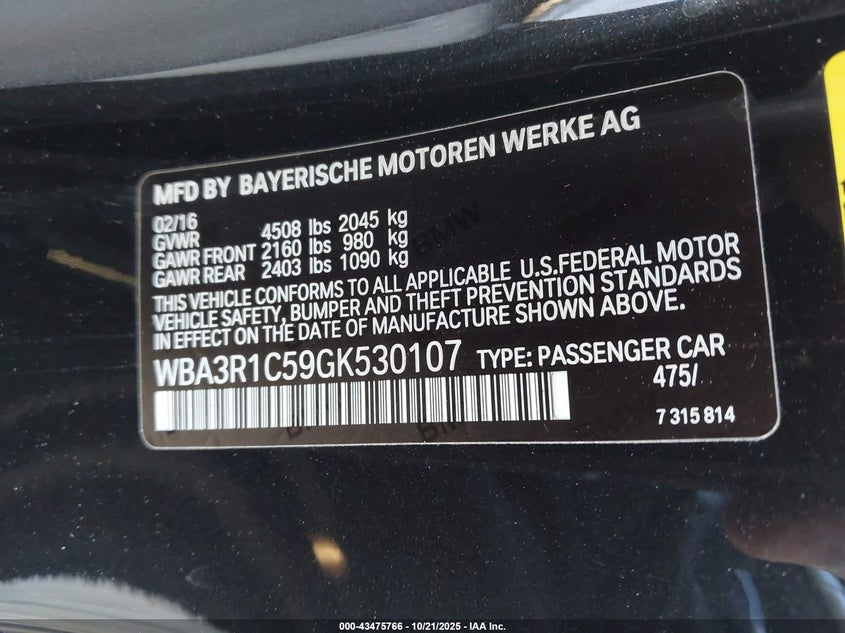 MFD BY BAYERISCHE MOTOREN WERKE AG
02/16
GVWR 4508 lbs 2045 kg
GAWR FRONT 2160 lbs 980 kg
GAWR REAR 2403 lbs 1090 kg
THIS VEHICLE CONFORMS TO ALL APPLICABLE U.S.FEDERAL MOTOR
VEHICLE SAFETY, BUMPER AND THEFT PREVENTION STANDARDS
IN EFFECT ON THE DATE OF MANUFACTURE SHOWN ABOVE.
WBA3R1C59GK530107 TYPE: PASSENGER CAR
475/
7 315 814
000-43475766 - 10/21/2025 - IAA Inc.